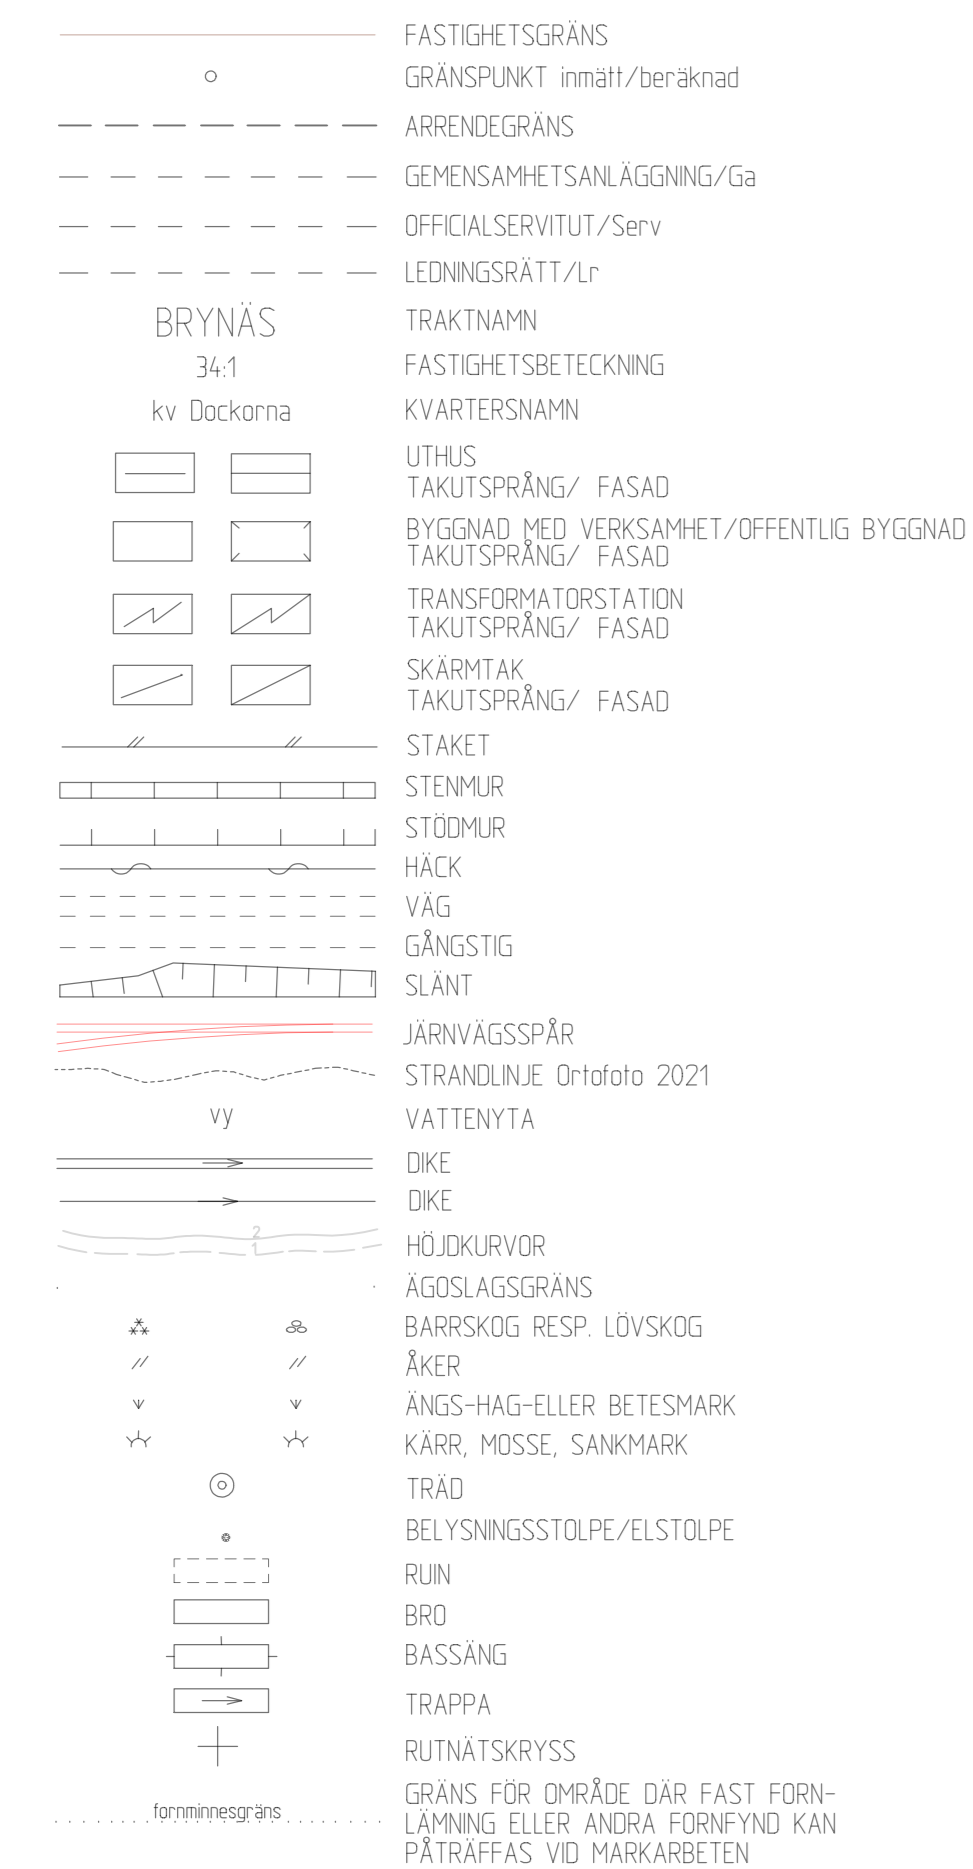 FASTIGHETSGRÄNS
GRÄNSPUNKT inmätt/beräknad
ARRENDEGRÄNS
GEMENSAMHETSANLÄGGNING/Ga
OFFICIALSERVITUT/Serv
LEDNINGSRÄTT/Lr
BRYNÄS TRAKTNAMN
34:1 FASTIGHETSBETECKNING
kv Dockorna KVARTERSNAMN
UTHUS
TAKUTSPRÅNG/ FASAD
BYGGNAD MED VERKSAMHET/OFFENTLIG BYGGNAD
TAKUTSPRÅNG/ FASAD
TRANSFORMATORSTATION
TAKUTSPRÅNG/ FASAD
SKÄRMTAK
TAKUTSPRÅNG/ FASAD
STAKET
STENMUR
STÖDMUR
HÄCK
VÄG
GÅNGSTIG
SLÄNT
JÄRNVÄGSSPÅR
STRANDLINJE Ortofoto 2021
vy VATTENYTA
DIKE
DIKE
2
1
HÖJDKURVOR
ÄGOSLAGSGRÄNS
BARRSKOG RESP. LÖVSKOG
ÅKER
ÄNGS-HAG-ELLER BETESMARK
KÄRR, MOSSE, SANKMARK
TRÄD
BELYSNINGSSTOLPE/ELSTOLPE
RUIN
BRO
BASSÄNG
TRAPPA
RUTNÄTSKRYSS
fornminnesgräns
GRÄNS FÖR OMRÅDE DÄR FAST FORN-
LÄMNING ELLER ANDRA FORNFYND KAN
PÅTRÄFFAS VID MARKARBETEN